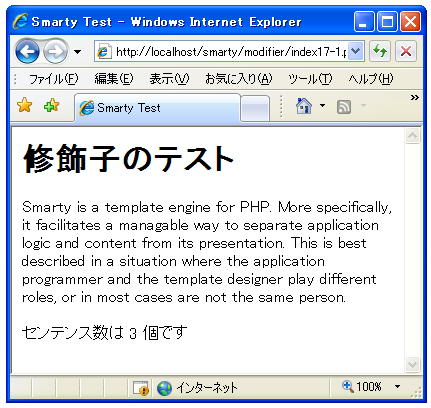 Smarty Test - Windows Internet Explorer
http://localhost/smarty/modifier/index17-1.p
ファイル(F) 編集(E) 表示(V) お気に入り(A) ツール(T) ヘルプ(H)
Smarty Test
修飾子のテスト
Smarty is a template engine for PHP. More specifically,
it facilitates a managable way to separate application
logic and content from its presentation. This is best
described in a situation where the application
programmer and the template designer play different
roles, or in most cases are not the same person.
センテンス数は 3 個です
インターネット 100%